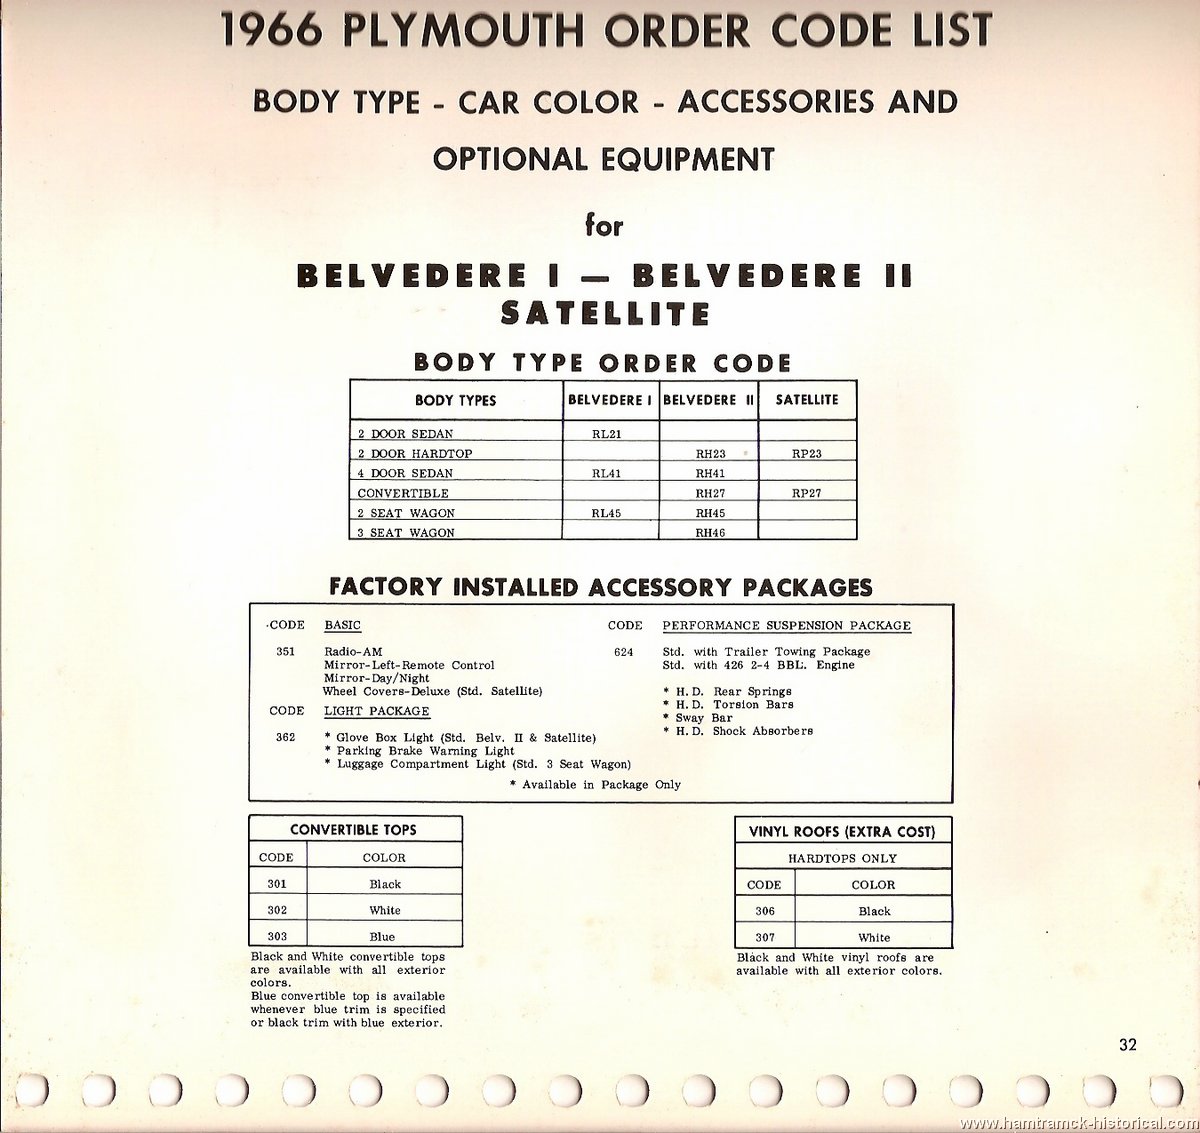 1966 PLYMOUTH ORDER CODE LIST
BODY TYPE - CAR COLOR - ACCESSORIES AND
OPTIONAL EQUIPMENT
for
BELVEDERE I — BELVEDERE II
SATELLITE
BODY TYPE ORDER CODE
BODY TYPES BELVEDERE I BELVEDERE II SATELLITE
2 DOOR SEDAN RL21
2 DOOR HARDTOP RH23 RP23
4 DOOR SEDAN RL41 RH41
CONVERTIBLE RH27 RP27
2 SEAT WAGON RL45 RH45
3 SEAT WAGON RH46
FACTORY INSTALLED ACCESSORY PACKAGES
CODE BASIC
351 Radio-AM
Mirror-Left-Remote Control
Mirror-Day/Night
Wheel Covers-Deluxe (Std. Satellite)
CODE LIGHT PACKAGE
362 * Glove Box Light (Std. Belv. II & Satellite)
* Parking Brake Warning Light
* Luggage Compartment Light (Std. 3 Seat Wagon)
CODE PERFORMANCE SUSPENSION PACKAGE
624 Std. with Trailer Towing Package
Std. with 426 2-4 BBL. Engine
* H.D. Rear Springs
* H.D. Torsion Bars
* Sway Bar
* H.D. Shock Absorbers
* Available in Package Only
CONVERTIBLE TOPS
CODE COLOR
301 Black
302 White
303 Blue
Black and White convertible tops
are available with all exterior
colors.
Blue convertible top is available
whenever blue trim is specified
or black trim with blue exterior.
VINYL ROOFS (EXTRA COST)
HARDTOPS ONLY
CODE COLOR
306 Black
307 White
Black and White vinyl roofs are
available with all exterior colors.
32
www.hamtramck-historical.com